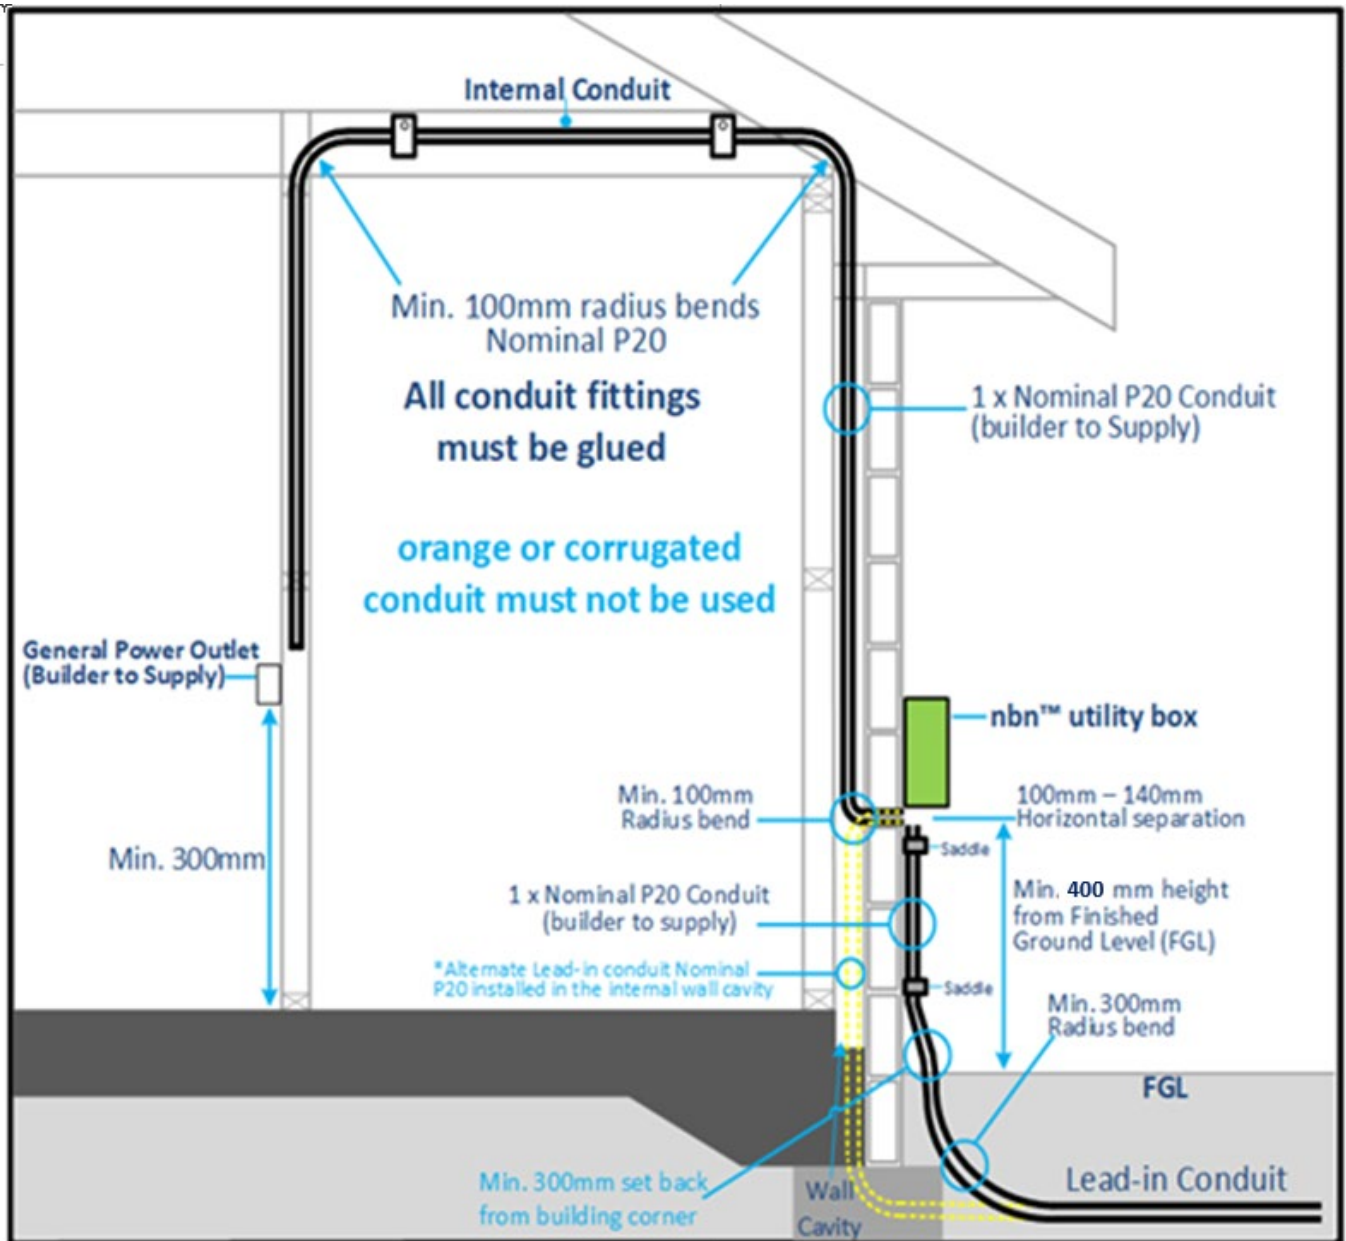 Internal Conduit
Min. 100mm radius bends
Nominal P20
All conduit fittings
must be glued
1 x Nominal P20 Conduit
(builder to Supply)
orange or corrugated
conduit must not be used
General Power Outlet
(Builder to Supply)
nbn™ utility box
Min. 100mm
Radius bend
100mm – 140mm
Horizontal separation
Saddle
Min. 300mm
1 x Nominal P20 Conduit
(builder to supply)
Min. 400 mm height
from Finished
Ground Level (FGL)
*Alternate Lead-in conduit Nominal
P20 installed in the internal wall cavity
Saddle
Min. 300mm
Radius bend
FGL
Min. 300mm set back
from building corner
Wall
Cavity
Lead-in Conduit